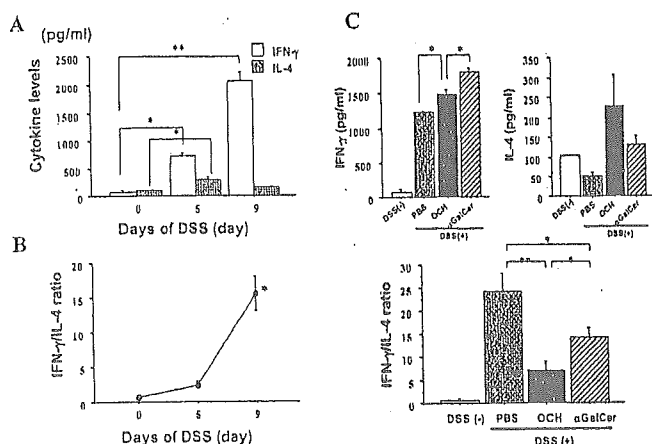 A (pg/ml)
Cytokine levels
2500
2000
1500
1000
500
0
**
*
*
IFN-γ
IL-4
0 5 9
Days of DSS (day)
B
IFN-γ/IL-4 ratio
20
15
10
5
0
*
0 5 9
Days of DSS (day)
C
IFN-γ (pg/ml)
2000
1500
1000
500
0
* *
DSS(-) PBS OCH αGalCer
DSS(+)
IL-4 (pg/ml)
350
300
250
200
150
100
50
0
DSS(-) PBS OCH αGalCer
DSS(+)
IFN-γ/IL-4 ratio
30
25
20
15
10
5
0
*
** *
DSS (-) PBS OCH αGalCer
DSS (+)